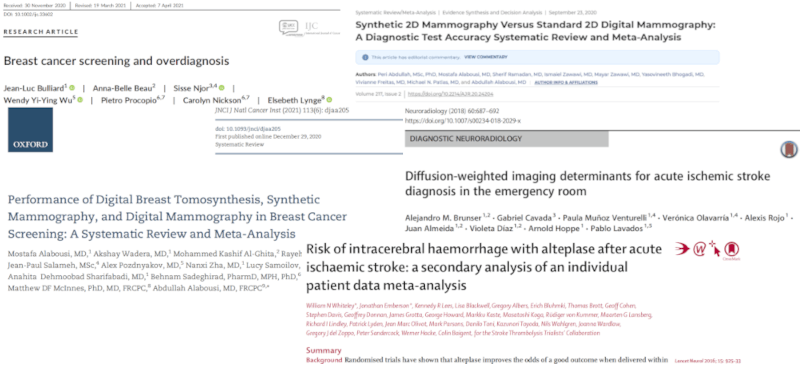 Received: 30 November 2020 | Revised: 19 March 2021 | Accepted: 7 April 2021
DOI: 10.1002/ijc.33602
RESEARCH ARTICLE
IJC
Breast cancer screening and overdiagnosis
Jean-Luc Bulliard1 | Anna-Belle Beau2 | Sisse Njor3,4 |
Wendy Yi-Ying Wu5 | Pietro Procopio6,7 | Carolyn Nickson6,7 | Elsebeth Lynge8
OXFORD
JNCI J Natl Cancer Inst (2021) 113(6): djaa205
doi: 10.1093/jnci/djaa205
First published online December 29, 2020
Systematic Review
Performance of Digital Breast Tomosynthesis, Synthetic
Mammography, and Digital Mammography in Breast Cancer
Screening: A Systematic Review and Meta-Analysis
Mostafa Alabousi, MD,1 Akshay Wadera, MD,1 Mohammed Kashif Al-Ghita,2 Rayeh
Jean-Paul Salameh, MSc,8 Alex Pozdnyakov, MD,5 Nanxi Zha, MD,1 Lucy Samoilov,
Anahita Dehmoobad Sharifabadi, MD,1 Behnam Sadeghirad, PharmD, MPH, PhD,6
Matthew DF McInnes, MD, PhD, FRCPC,8 Abdullah Alabousi, MD, FRCPC9,*
Systematic Review/Meta-Analysis | Evidence Synthesis and Decision Analysis | September 23, 2020
Synthetic 2D Mammography Versus Standard 2D Digital Mammography:
A Diagnostic Test Accuracy Systematic Review and Meta-Analysis
This article has editorial commentary. VIEW COMMENTARY
Authors: Peri Abdullah, MSc, PhD, Mostafa Alabousi, MD, Sherif Ramadan, MD, Ismaeel Zawawi, MD, Mayar Zawawi, MD, Yaswineeth Bhogadi, MD,
Vivianne Freitas, MD, Michael N. Patlas, MD, and Abdullah Alabousi, MD AUTHOR INFO & AFFILIATIONS
Volume 217, Issue 2
Neuroradiology (2018) 60:687–692
https://doi.org/10.1007/s00234-018-2029-x
DIAGNOSTIC NEURORADIOLOGY
Diffusion-weighted imaging determinants for acute ischemic stroke
diagnosis in the emergency room
Alejandro M. Brunser1,2 · Gabriel Cavada3 · Paula Muñoz Venturelli1,4 · Verónica Olavarría1,4 · Alexis Rojo1 ·
Juan Almeida1,2 · Violeta Díaz1,2 · Arnold Hoppe1 · Pablo Lavados1,5
Risk of intracerebral haemorrhage with alteplase after acute
ischaemic stroke: a secondary analysis of an individual
patient data meta-analysis
William N Whiteley*, Jonathan Emberson*, Kennedy R Lees, Lisa Blackwell, Gregory Albers, Erich Bluhmki, Thomas Brott, Geoff Cohen,
Stephen Davis, Geoffrey Donnan, James Grotta, George Howard, Markku Kaste, Masatoshi Koga, Rüdiger von Kummer, Maarten G Lansberg,
Richard I Lindley, Patrick Lyden, Jean Marc Olivot, Mark Parsons, Danilo Toni, Kazunori Toyoda, Nils Wahlgren, Joanna Wardlaw,
Gregory J del Zoppo, Peter Sandercock, Werner Hacke, Colin Baigent, for the Stroke Thrombolysis Trialists' Collaboration
Summary
Background Randomised trials have shown that alteplase improves the odds of a good outcome when delivered within
Lancet Neurol 2016; 15: 925–33